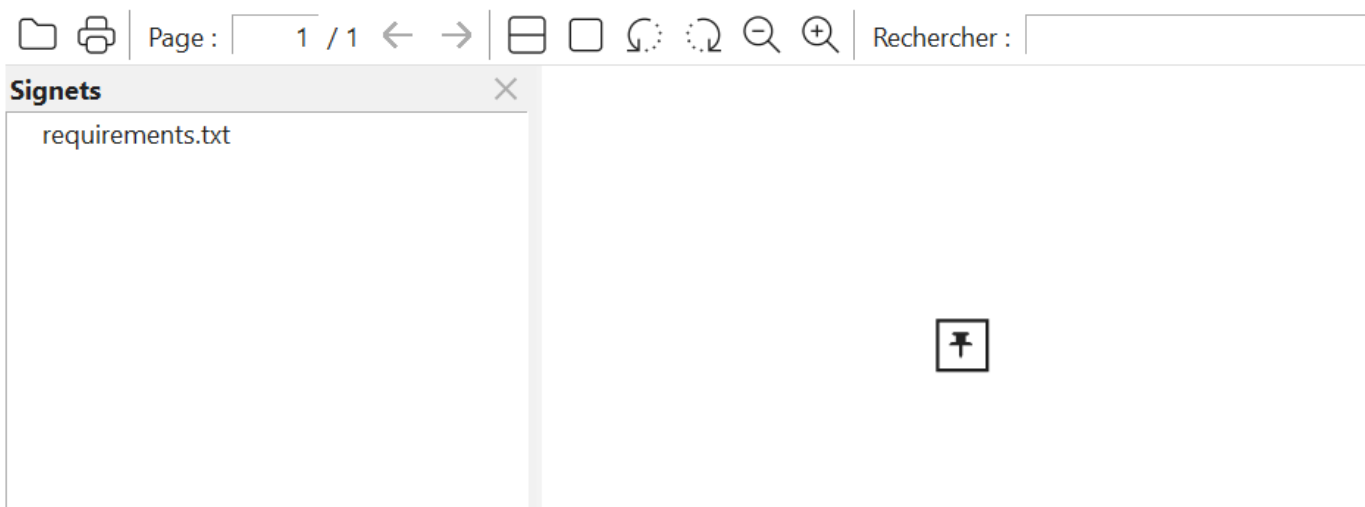 Page : 1 / 1 Rechercher :
Signets
requirements.txt